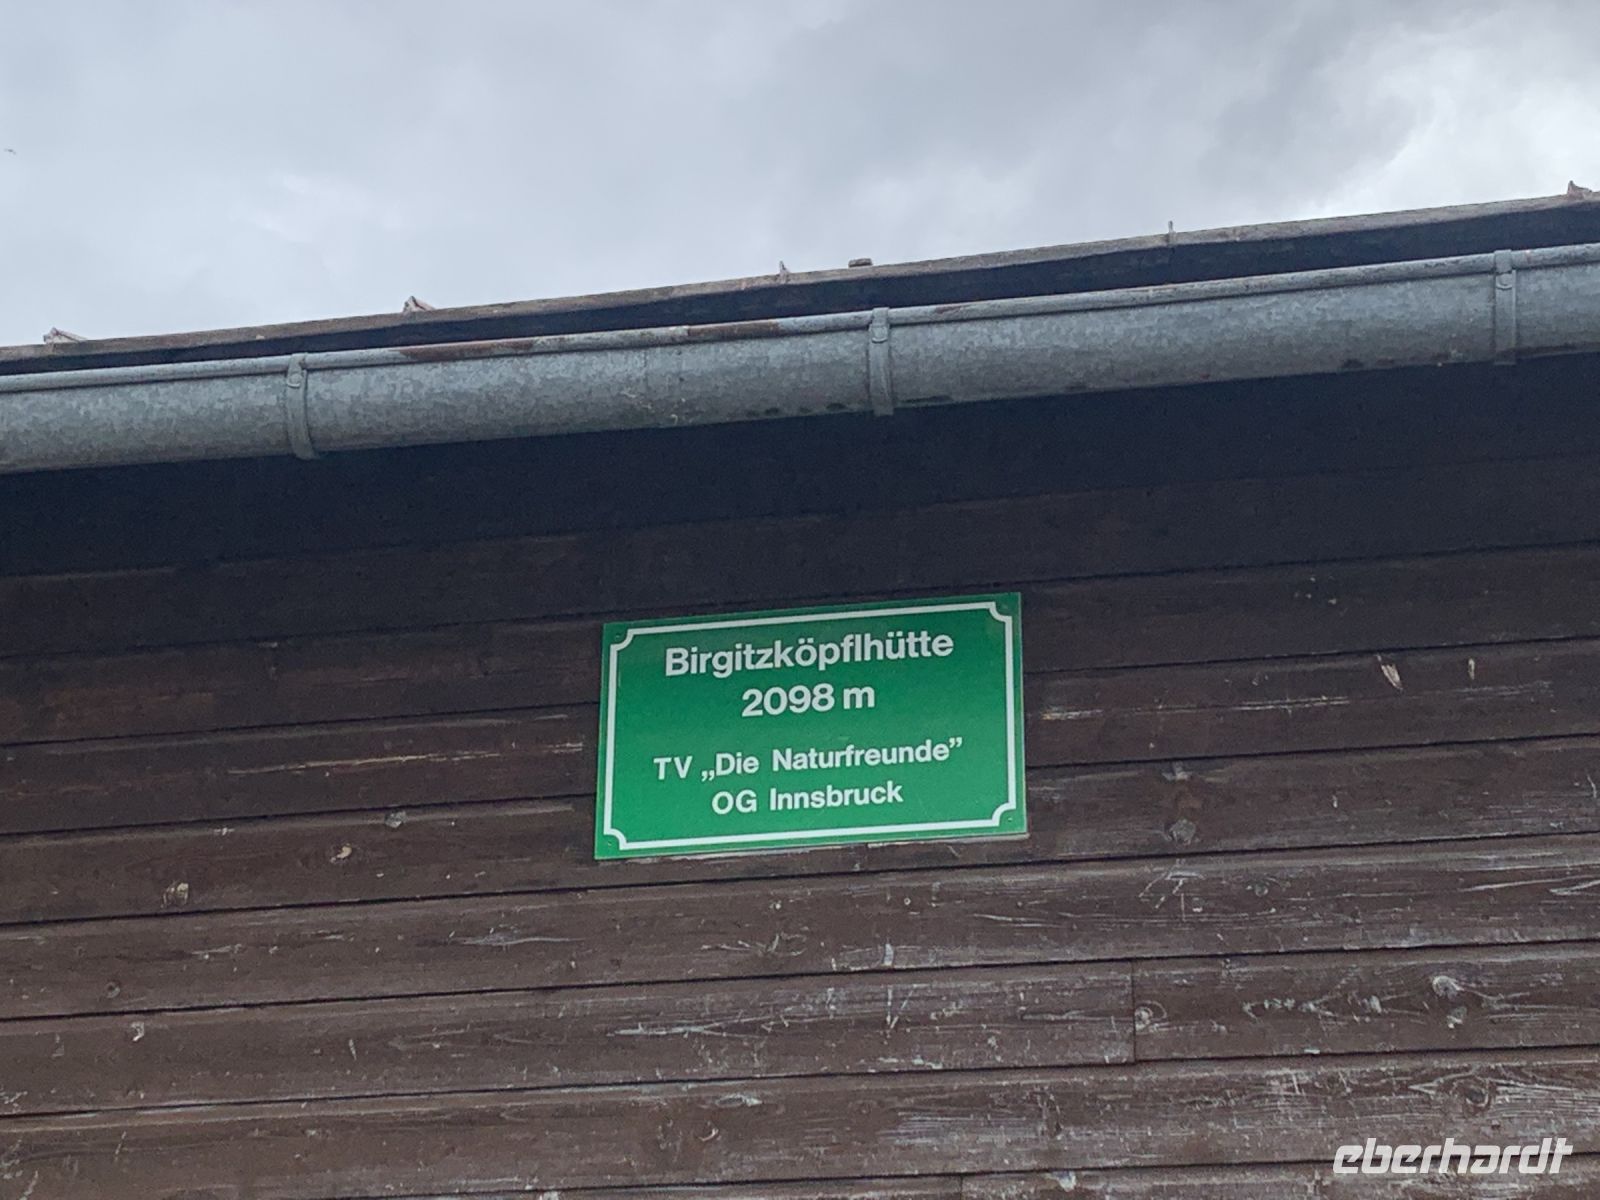 Birgitzköpflhütte
2098 m
TV „Die Naturfreunde”
OG Innsbruck
eberhardt